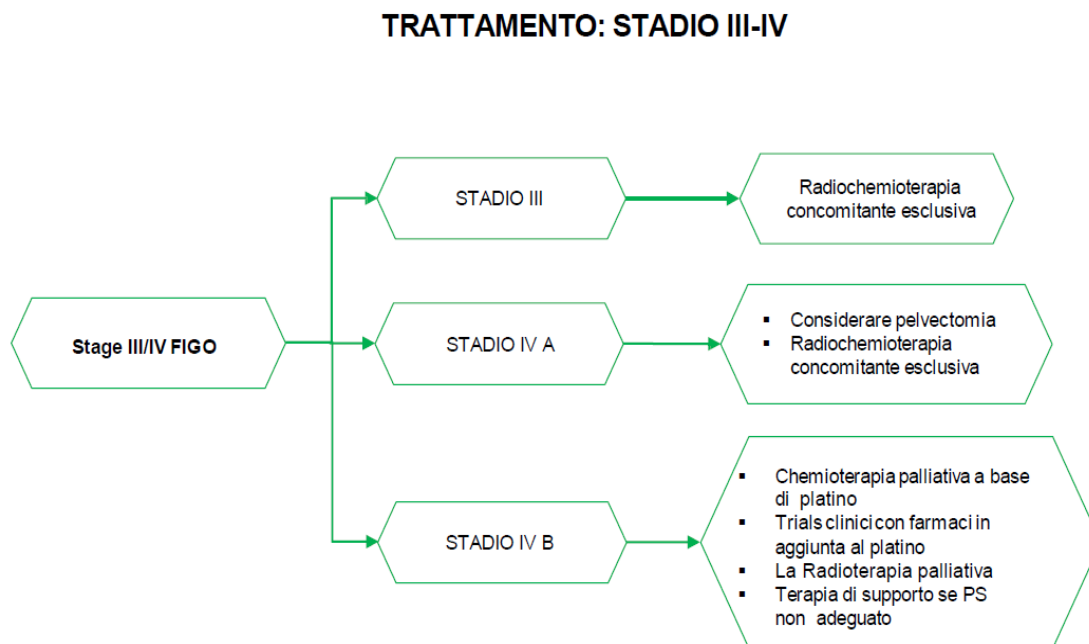 TRATTAMENTO: STADIO III-IV
STADIO III
Radiochemioterapia
concomitante esclusiva
Stage III/IV FIGO
STADIO IV A
▪ Considerare pelvectomia
▪ Radiochemioterapia
concomitante esclusiva
STADIO IV B
▪ Chemioterapia palliativa a base
di platino
▪ Trials clinici con farmaci in
aggiunta al platino
▪ La Radioterapia palliativa
▪ Terapia di supporto se PS
non adeguato